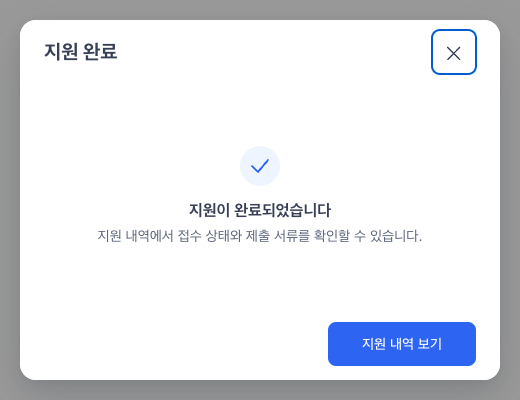 지원 완료
지원이 완료되었습니다
지원 내역에서 접수 상태와 제출 서류를 확인할 수 있습니다.
지원 내역 보기